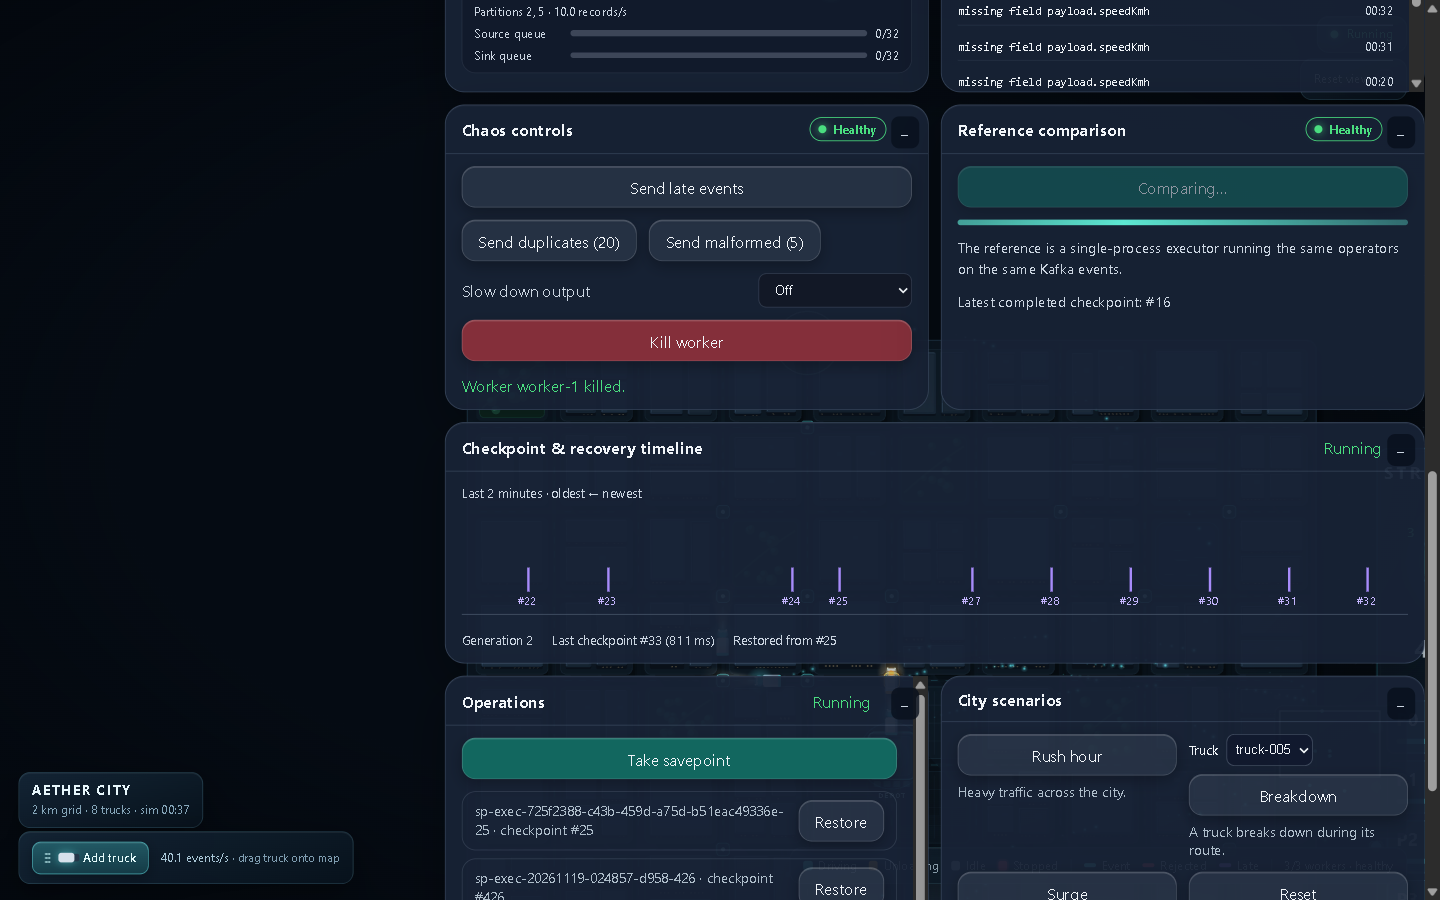 Partitions 2, 5 · 10.0 records/s
Source queue 0/32
Sink queue 0/32
missing field payload.speedKmh 00:32
missing field payload.speedKmh 00:31
missing field payload.speedKmh 00:20
Chaos controls
Healthy
Send late events
Send duplicates (20)
Send malformed (5)
Slow down output
Off
Kill worker
Worker worker-1 killed.
Reference comparison
Healthy
Comparing...
The reference is a single-process executor running the same operators
on the same Kafka events.
Latest completed checkpoint: #16
Checkpoint & recovery timeline
Running
Last 2 minutes · oldest ← newest
#22 #23 #24 #25 #27 #28 #29 #30 #31 #32
Generation 2 Last checkpoint #33 (811 ms) Restored from #25
Operations
Running
Take savepoint
sp-exec-725f2388-c43b-459d-a75d-b51eac49336e-
25 · checkpoint #25
Restore
sp-exec-20261119-024857-d958-426 · checkpoint
#426
Restore
City scenarios
Rush hour
Heavy traffic across the city.
Truck truck-005
Breakdown
A truck breaks down during its
route.
Surge
Reset
AETHER CITY
2 km grid · 8 trucks · sim 00:37
Add truck
40.1 events/s · drag truck onto map